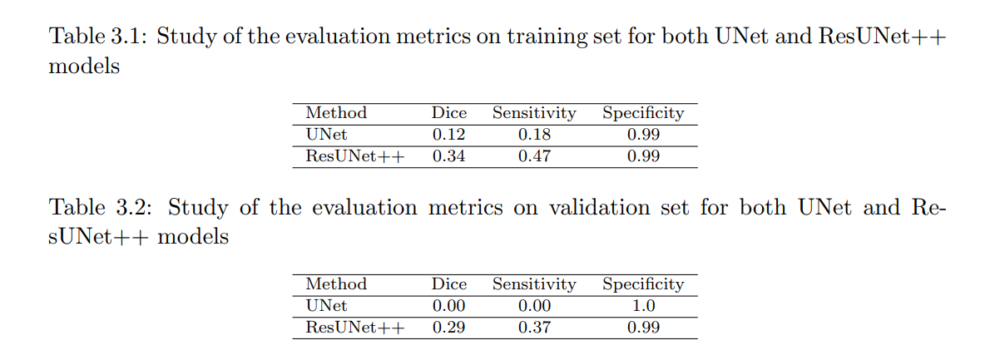 Table 3.1: Study of the evaluation metrics on training set for both UNet and ResUNet++
models
Method Dice Sensitivity Specificity
UNet 0.12 0.18 0.99
ResUNet++ 0.34 0.47 0.99
Table 3.2: Study of the evaluation metrics on validation set for both UNet and Re-
sUNet++ models
Method Dice Sensitivity Specificity
UNet 0.00 0.00 1.0
ResUNet++ 0.29 0.37 0.99